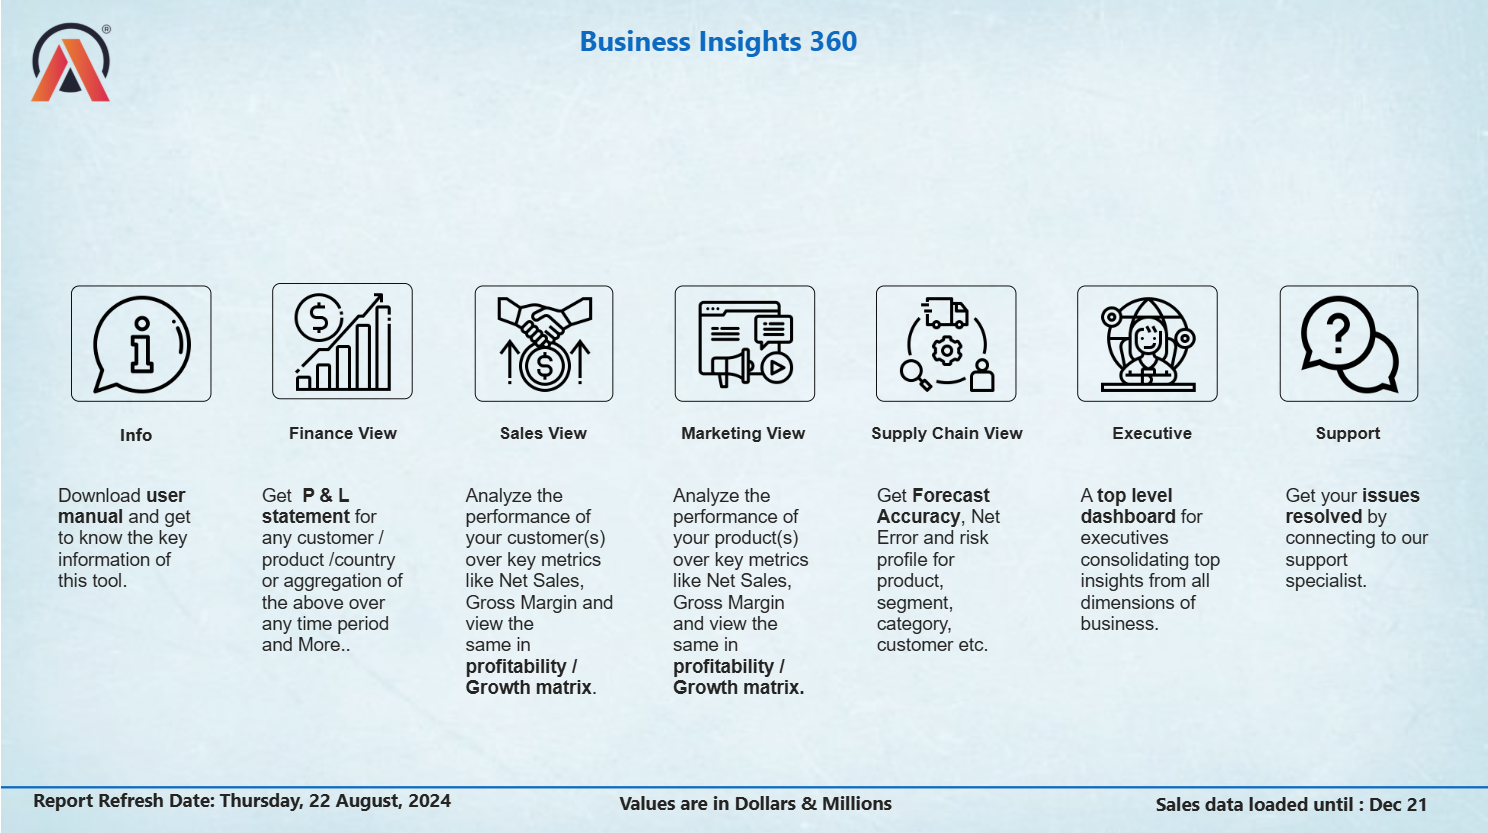 ®
Business Insights 360
Info
Download user
manual and get
to know the key
information of
this tool.
Finance View
Get  P & L
statement for
any customer /
product /country
or aggregation of
the above over
any time period
and More..
Sales View
Analyze the
performance of
your customer(s)
over key metrics
like Net Sales,
Gross Margin and
view the
same in
profitability /
Growth matrix.
Marketing View
Analyze the
performance of
your product(s)
over key metrics
like Net Sales,
Gross Margin
and view the
same in
profitability /
Growth matrix.
Supply Chain View
Get Forecast
Accuracy, Net
Error and risk
profile for
product,
segment,
category,
customer etc.
Executive
A top level
dashboard for
executives
consolidating top
insights from all
dimensions of
business.
Support
Get your issues
resolved by
connecting to our
support
specialist.
Report Refresh Date: Thursday, 22 August, 2024
Values are in Dollars & Millions
Sales data loaded until : Dec 21